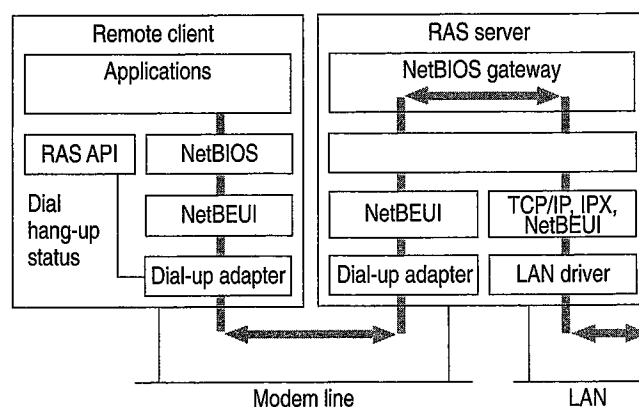 Remote client
Applications
RAS API
NetBIOS
NetBEUI
Dial
hang-up
status
Dial-up adapter
RAS server
NetBIOS gateway
NetBEUI
TCP/IP, IPX,
NetBEUI
Dial-up adapter
LAN driver
Modem line
LAN